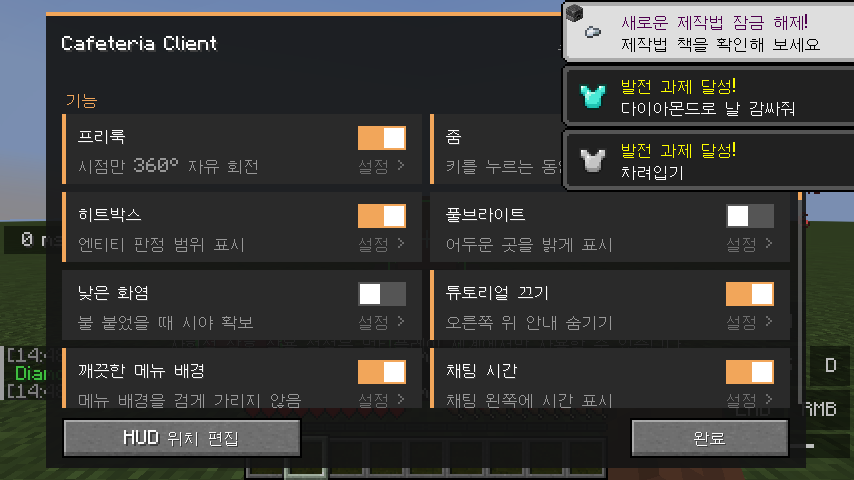 Cafeteria Client
새로운 제작법 잠금 해제!
제작법 책을 확인해 보세요
발전 과제 달성!
다이아몬드로 날 감싸줘
발전 과제 달성!
차려입기
기능
프리룩
시점만 360° 자유 회전
설정 >
줌
키를 누르는 동
히트박스
엔티티 판정 범위 표시
설정 >
풀브라이트
어두운 곳을 밝게 표시
설정 >
낮은 화염
불 붙었을 때 시야 확보
설정 >
튜토리얼 끄기
오른쪽 위 안내 숨기기
설정 >
깨끗한 메뉴 배경
메뉴 배경을 검게 가리지 않음
설정 >
채팅 시간
채팅 왼쪽에 시간 표시
설정 >
HUD 위치 편집
완료
0 m
[14:4
Dian
[14:4
D
RMB